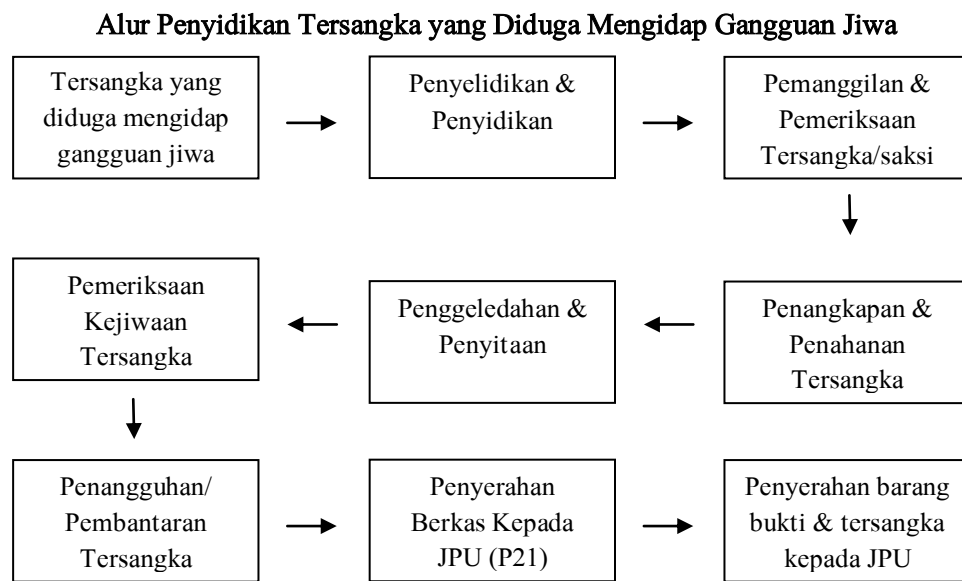 Alur Penyidikan Tersangka yang Diduga Mengidap Gangguan Jiwa
Tersangka yang
diduga mengidap
gangguan jiwa
Penyelidikan &
Penyidikan
Pemanggilan &
Pemeriksaan
Tersangka/saksi
Penangkapan &
Penahanan
Tersangka
Penggeledahan &
Penyitaan
Pemeriksaan
Kejiwaan
Tersangka
Penangguhan/
Pembantaran
Tersangka
Penyerahan
Berkas Kepada
JPU (P21)
Penyerahan barang
bukti & tersangka
kepada JPU